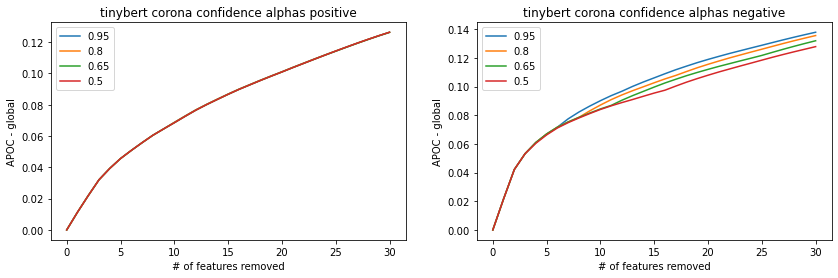 tinybert corona confidence alphas positive
0.95
0.8
0.65
0.5
APOC - global
0.12
0.10
0.08
0.06
0.04
0.02
0.00
0 5 10 15 20 25 30
# of features removed
tinybert corona confidence alphas negative
0.95
0.8
0.65
0.5
APOC - global
0.14
0.12
0.10
0.08
0.06
0.04
0.02
0.00
0 5 10 15 20 25 30
# of features removed